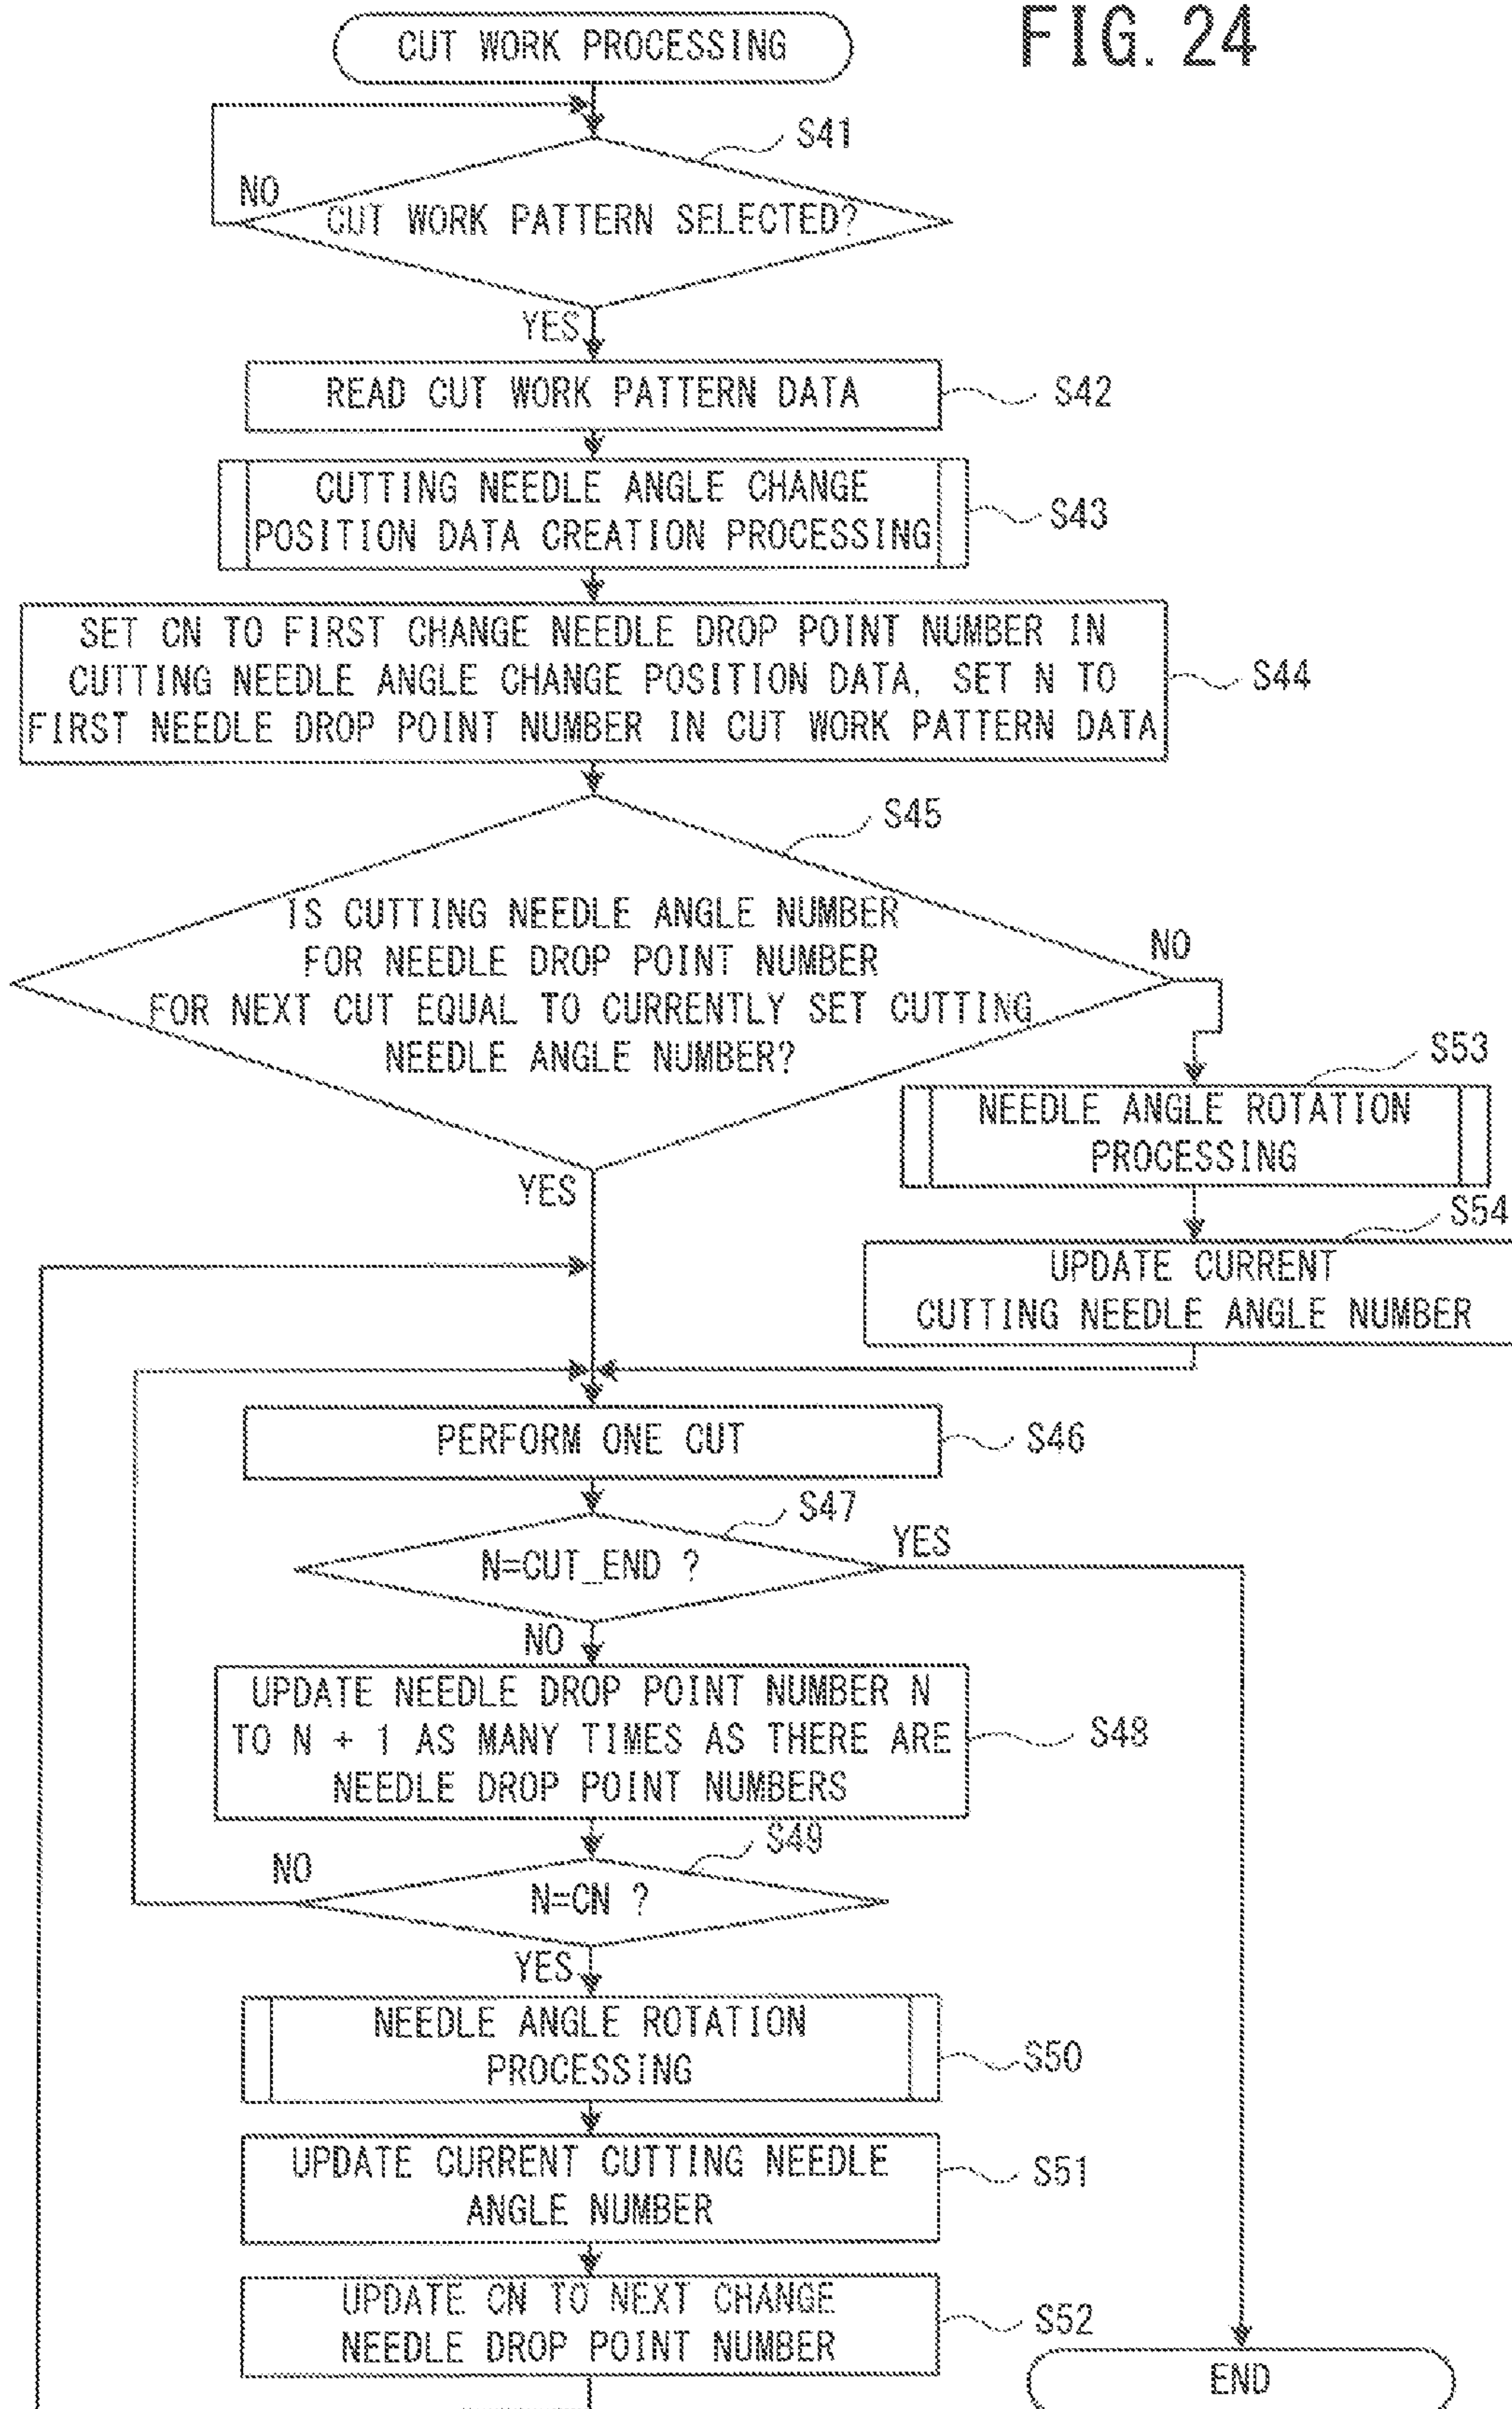 FIG. 24
CUT WORK PROCESSING
S41
NO
CUT WORK PATTERN SELECTED?
YES
READ CUT WORK PATTERN DATA
S42
CUTTING NEEDLE ANGLE CHANGE
POSITION DATA CREATION PROCESSING
S43
SET CN TO FIRST CHANGE NEEDLE DROP POINT NUMBER IN
CUTTING NEEDLE ANGLE CHANGE POSITION DATA, SET N TO
FIRST NEEDLE DROP POINT NUMBER IN CUT WORK PATTERN DATA
S44
S45
IS CUTTING NEEDLE ANGLE NUMBER
FOR NEEDLE DROP POINT NUMBER
FOR NEXT CUT EQUAL TO CURRENTLY SET CUTTING
NEEDLE ANGLE NUMBER?
NO
YES
S53
NEEDLE ANGLE ROTATION
PROCESSING
S54
UPDATE CURRENT
CUTTING NEEDLE ANGLE NUMBER
PERFORM ONE CUT
S46
S47
N=CUT_END ?
YES
NO
UPDATE NEEDLE DROP POINT NUMBER N
TO N + 1 AS MANY TIMES AS THERE ARE
NEEDLE DROP POINT NUMBERS
S48
S49
NO
N=CN ?
YES
NEEDLE ANGLE ROTATION
PROCESSING
S50
UPDATE CURRENT CUTTING NEEDLE
ANGLE NUMBER
S51
UPDATE CN TO NEXT CHANGE
NEEDLE DROP POINT NUMBER
S52
END